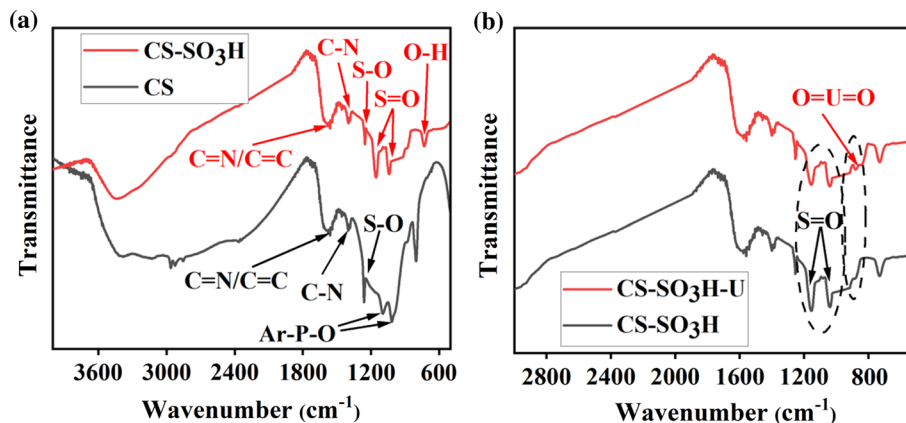 (a)
CS-SO₃H
CS
C-N
O-H
S-O
S=O
C=N/C=C
S-O
C=N/C=C
C-N
Ar-P-O
Transmittance
3600 3000 2400 1800 1200 600
Wavenumber (cm⁻¹)
(b)
O=U=O
S=O
CS-SO₃H-U
CS-SO₃H
Transmittance
2800 2400 2000 1600 1200 800
Wavenumber (cm⁻¹)